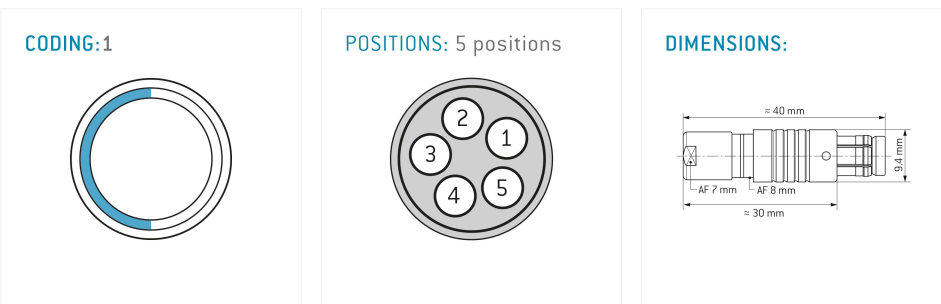 CODING:1
POSITIONS: 5 positions
2
1
3
5
4
DIMENSIONS:
≈ 40 mm
9.4 mm
AF 7 mm
AF 8 mm
≈ 30 mm